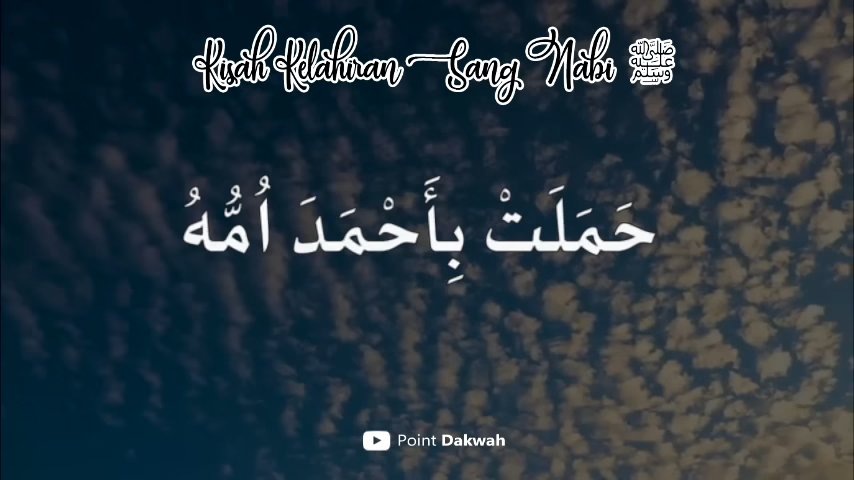 Kisah Kelahiran Sang Nabi ﷺ
حَمَلَتْ بِأَحْمَدَ اُمُّهُ
Point Dakwah